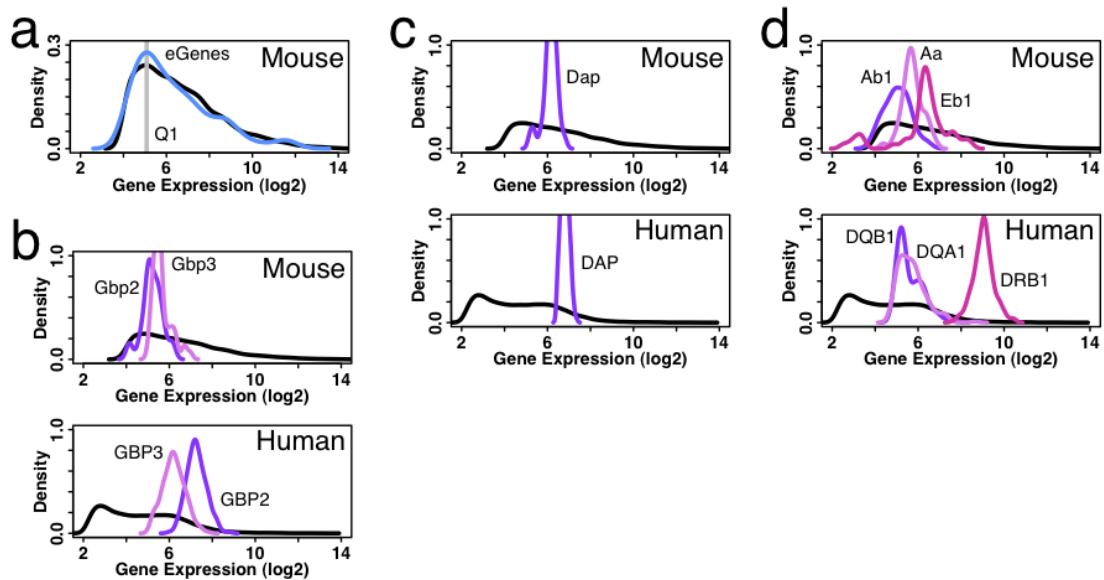 a
Mouse
eGenes
Q1
0.3
0.0
Density
2 6 10 14
Gene Expression (log2)
b
Mouse
Gbp3
Gbp2
1.0
0.0
Density
2 6 10 14
Gene Expression (log2)
Human
GBP3
GBP2
1.0
0.0
Density
2 6 10 14
Gene Expression (log2)
c
Mouse
Dap
1.0
0.0
Density
2 6 10 14
Gene Expression (log2)
Human
DAP
1.0
0.0
Density
2 6 10 14
Gene Expression (log2)
d
Mouse
Aa
Ab1
Eb1
1.0
0.0
Density
2 6 10 14
Gene Expression (log2)
Human
DQB1
DQA1
DRB1
1.0
0.0
Density
2 6 10 14
Gene Expression (log2)